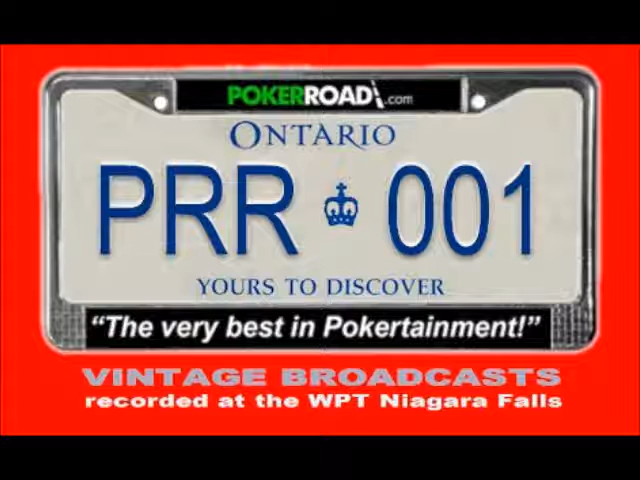 POKERROAD.com
ONTARIO
PRR 001
YOURS TO DISCOVER
“The very best in Pokertainment!”
VINTAGE BROADCASTS
recorded at the WPT Niagara Falls